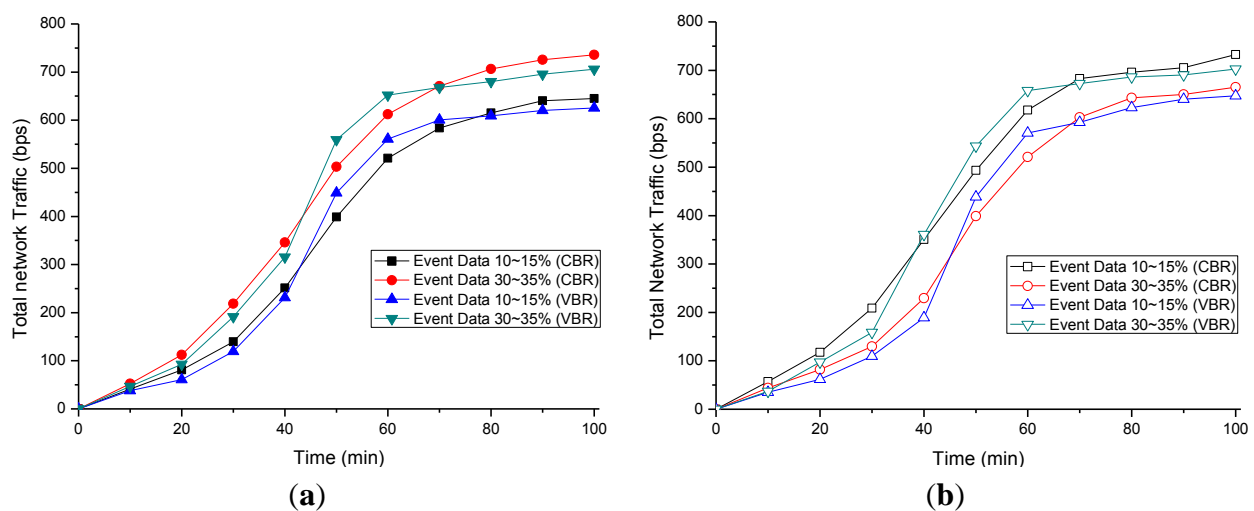 800
700
600
500
400
300
200
100
0
0
20
40
60
80
100
Total network Traffic (bps)
Time (min)
Event Data 10~15% (CBR)
Event Data 30~35% (CBR)
Event Data 10~15% (VBR)
Event Data 30~35% (VBR)
(a)
800
700
600
500
400
300
200
100
0
0
20
40
60
80
100
Total Network Traffic (bps)
Time (min)
Event Data 10~15% (CBR)
Event Data 30~35% (CBR)
Event Data 10~15% (VBR)
Event Data 30~35% (VBR)
(b)